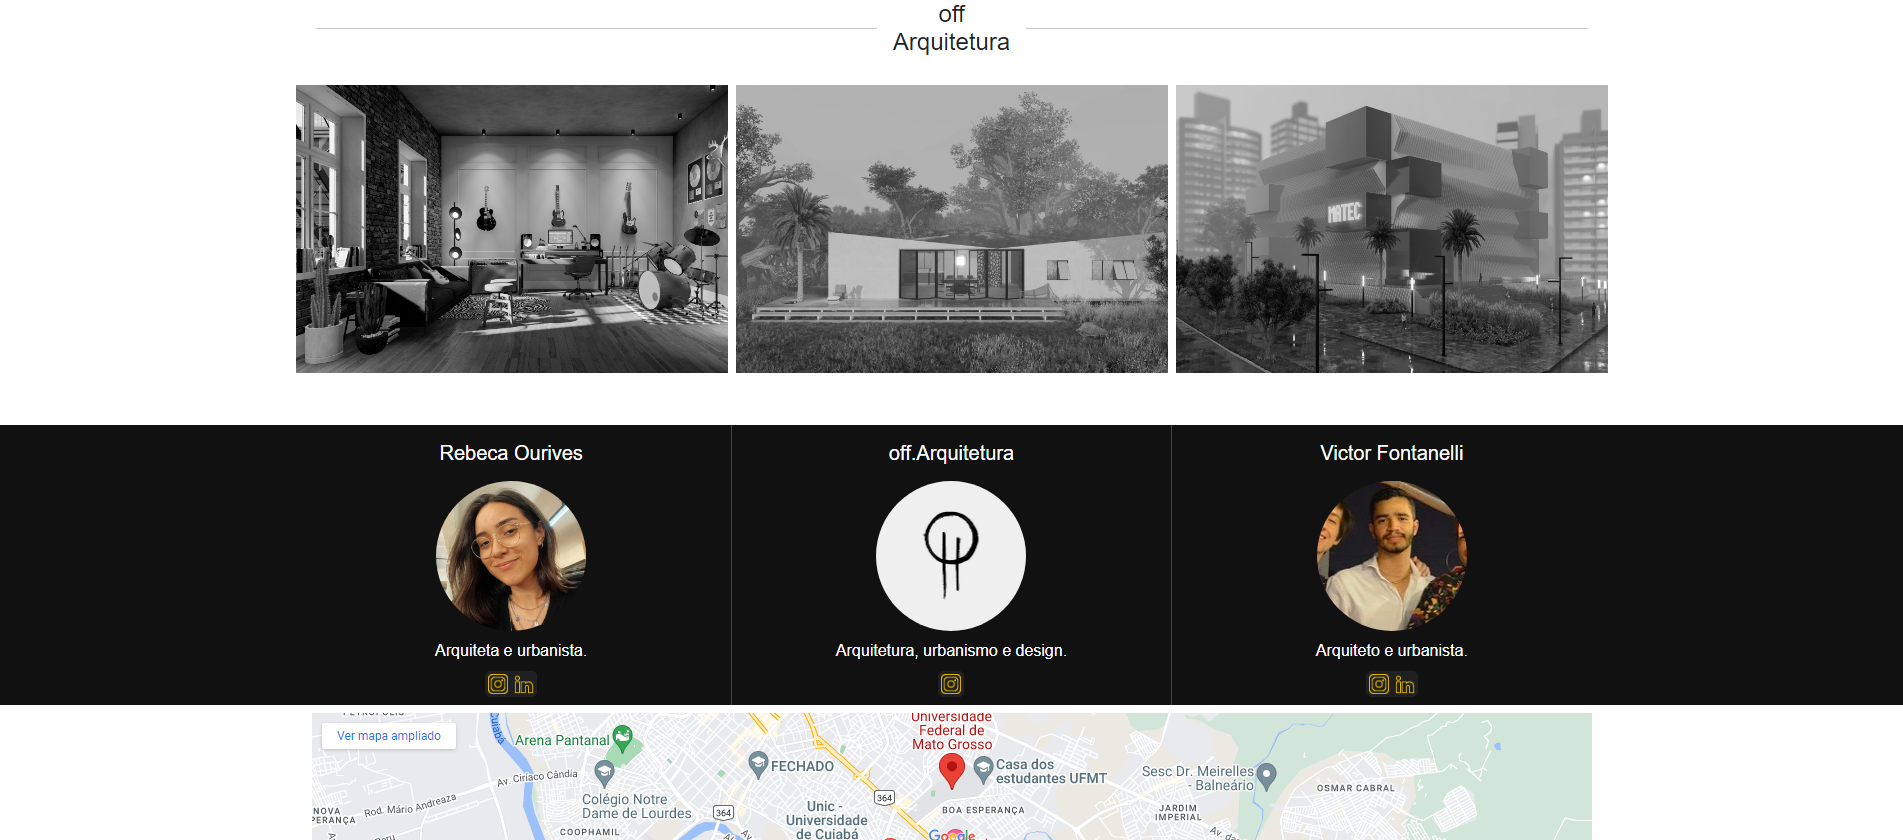 off
Arquitetura
MATEC
Rebeca Ourives
off.Arquitetura
Victor Fontanelli
Arquiteta e urbanista.
Arquitetura, urbanismo e design.
Arquiteto e urbanista.
Ver mapa ampliado
Cuiabá
Arena Pantanal
Universidade
Federal de
Mato Grosso
FECHADO
Casa dos
estudantes UFMT
Sesc Dr. Meirelles
- Balneário
OSMAR CABRAL
Av. Ciríaco Cândia
Colégio Notre
Dame de Lourdes
NOVA
Rod. Mário Andreaza
364
364
BOA ESPERANÇA
JARDIM
IMPERIAL
Unic -
Universidade
de Cuiabá
COOPHAMIL
Google